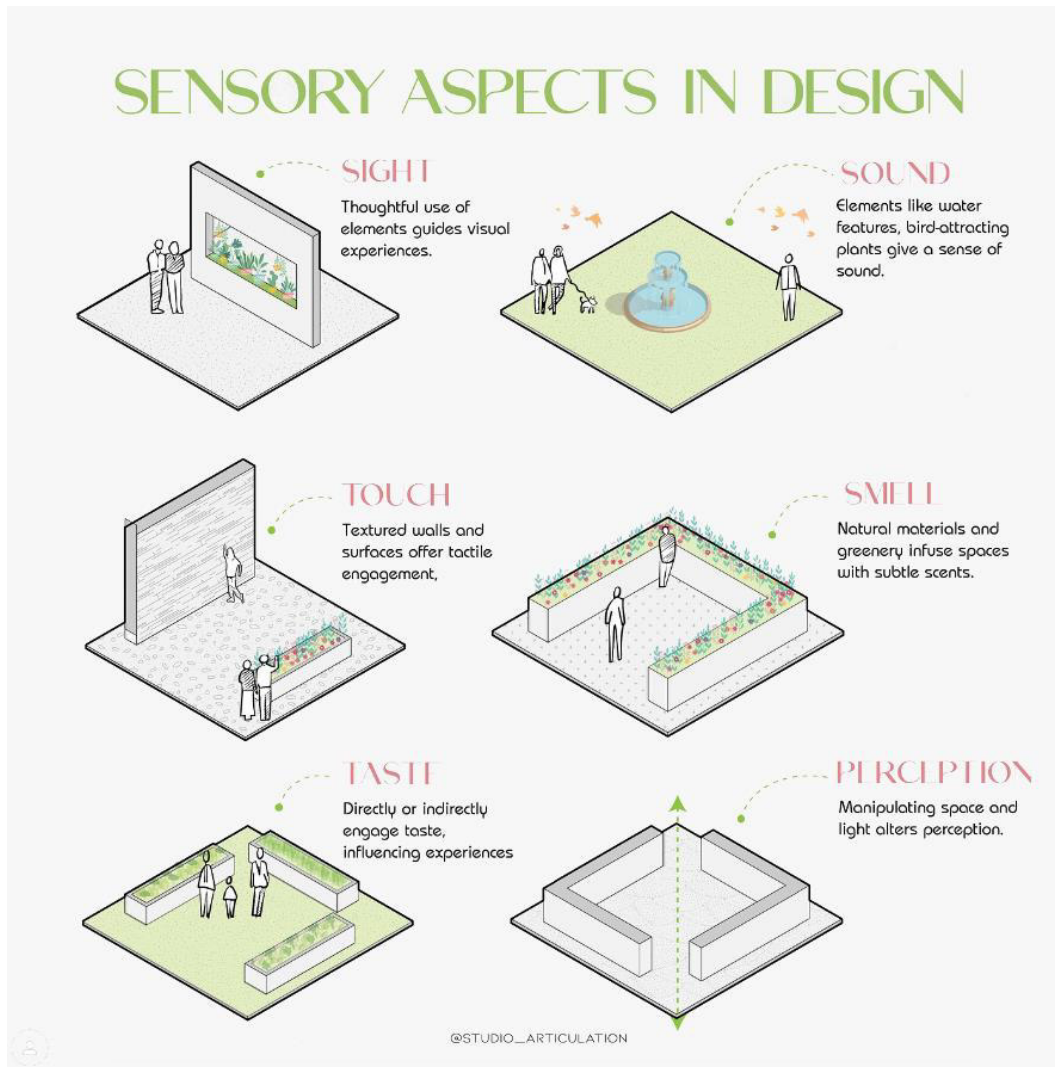 SENSORY ASPECTS IN DESIGN
SIGHT
Thoughtful use of
elements guides visual
experiences.
SOUND
Elements like water
features, bird-attracting
plants give a sense of
sound.
TOUCH
Textured walls and
surfaces offer tactile
engagement,
SMELL
Natural materials and
greenery infuse spaces
with subtle scents.
TASTE
Directly or indirectly
engage taste,
influencing experiences
PERCEPTION
Manipulating space and
light alters perception.
@STUDIO_ARTICULATION